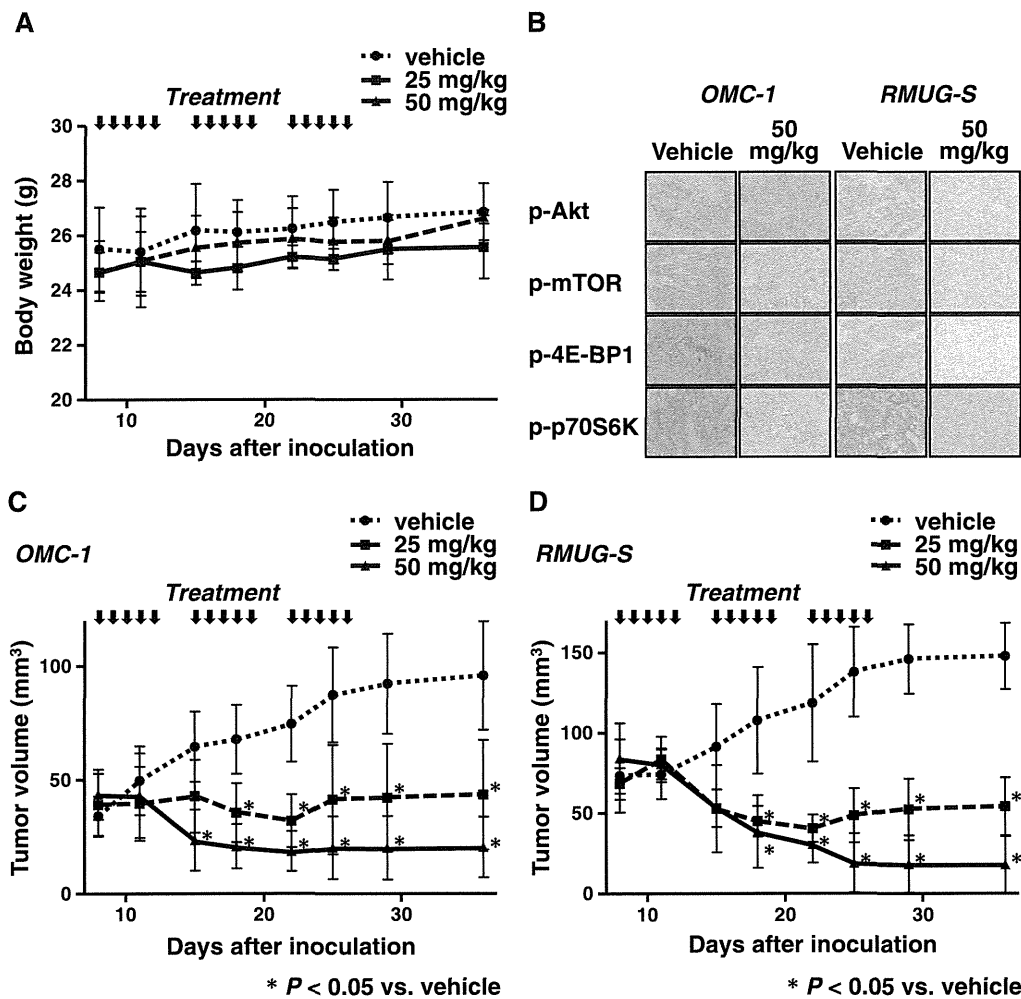 A
vehicle
25 mg/kg
50 mg/kg
Treatment
30
28
26
24
22
20
Body weight (g)
10 20 30
Days after inoculation
B
OMC-1 RMUG-S
Vehicle 50 mg/kg Vehicle 50 mg/kg
p-Akt
p-mTOR
p-4E-BP1
p-p70S6K
C
OMC-1
vehicle
25 mg/kg
50 mg/kg
Treatment
100
50
0
Tumor volume (mm³)
* * * * *
* * * * * *
10 20 30
Days after inoculation
* P < 0.05 vs. vehicle
D
RMUG-S
vehicle
25 mg/kg
50 mg/kg
Treatment
150
100
50
0
Tumor volume (mm³)
* * * * *
* * * * *
10 20 30
Days after inoculation
* P < 0.05 vs. vehicle